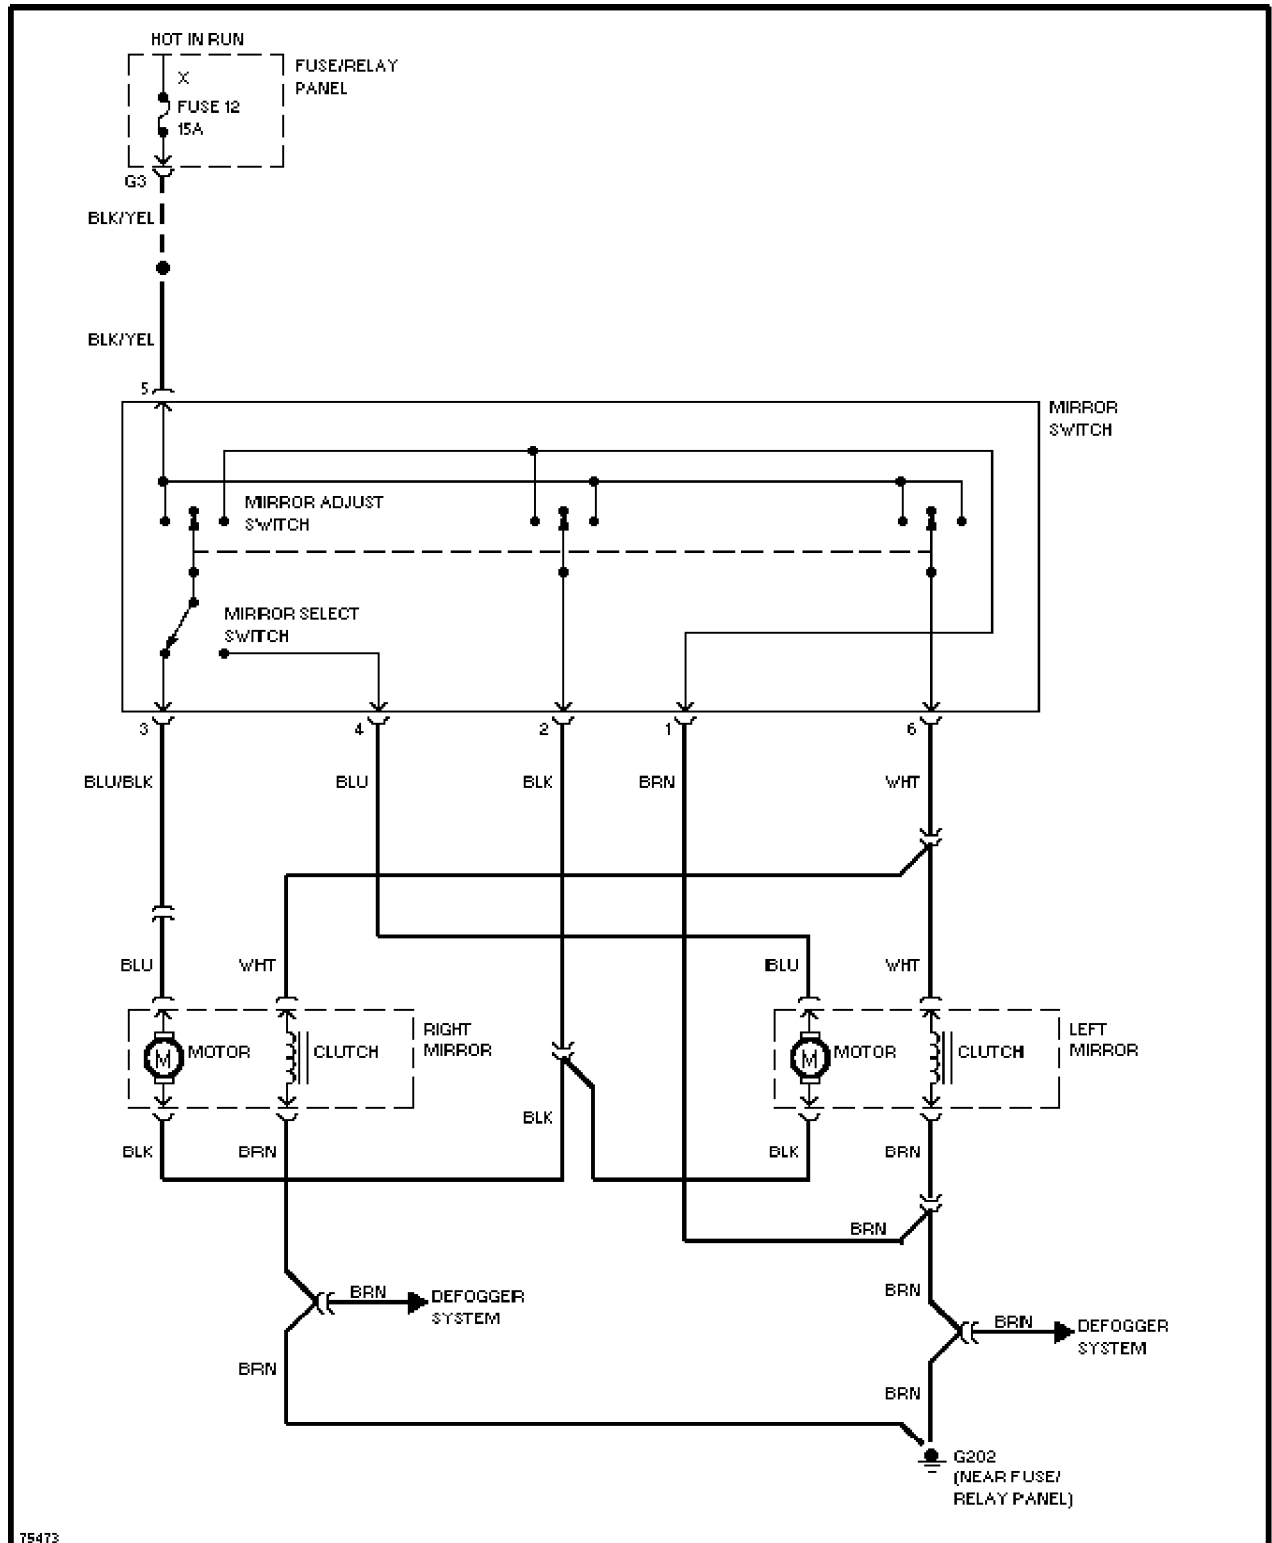 HOT IN RUN
FUSE/RELAY
PANEL
X
FUSE 12
15A
G3
BLK/YEL
BLK/YEL
5
MIRROR
SWITCH
MIRROR ADJUST
SWITCH
MIRROR SELECT
SWITCH
3
4
2
1
6
BLU/BLK
BLU
BLK
BRN
WHT
BLU
WHT
BLU
WHT
RIGHT
MIRROR
LEFT
MIRROR
M
MOTOR
CLUTCH
M
MOTOR
CLUTCH
BLK
BLK
BRN
BLK
BRN
BRN
BRN
DEFOGGER
SYSTEM
BRN
BRN
DEFOGGER
SYSTEM
BRN
BRN
G202
(NEAR FUSE/
RELAY PANEL)
75473